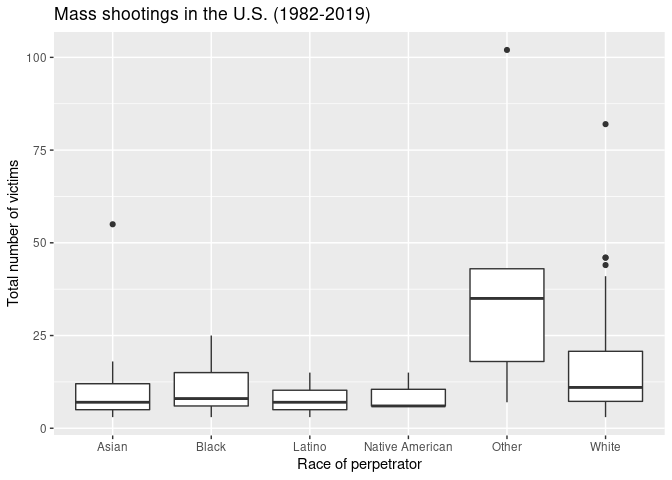 Mass shootings in the U.S. (1982-2019)
Total number of victims
100
75
50
25
0
Asian Black Latino Native American Other White
Race of perpetrator